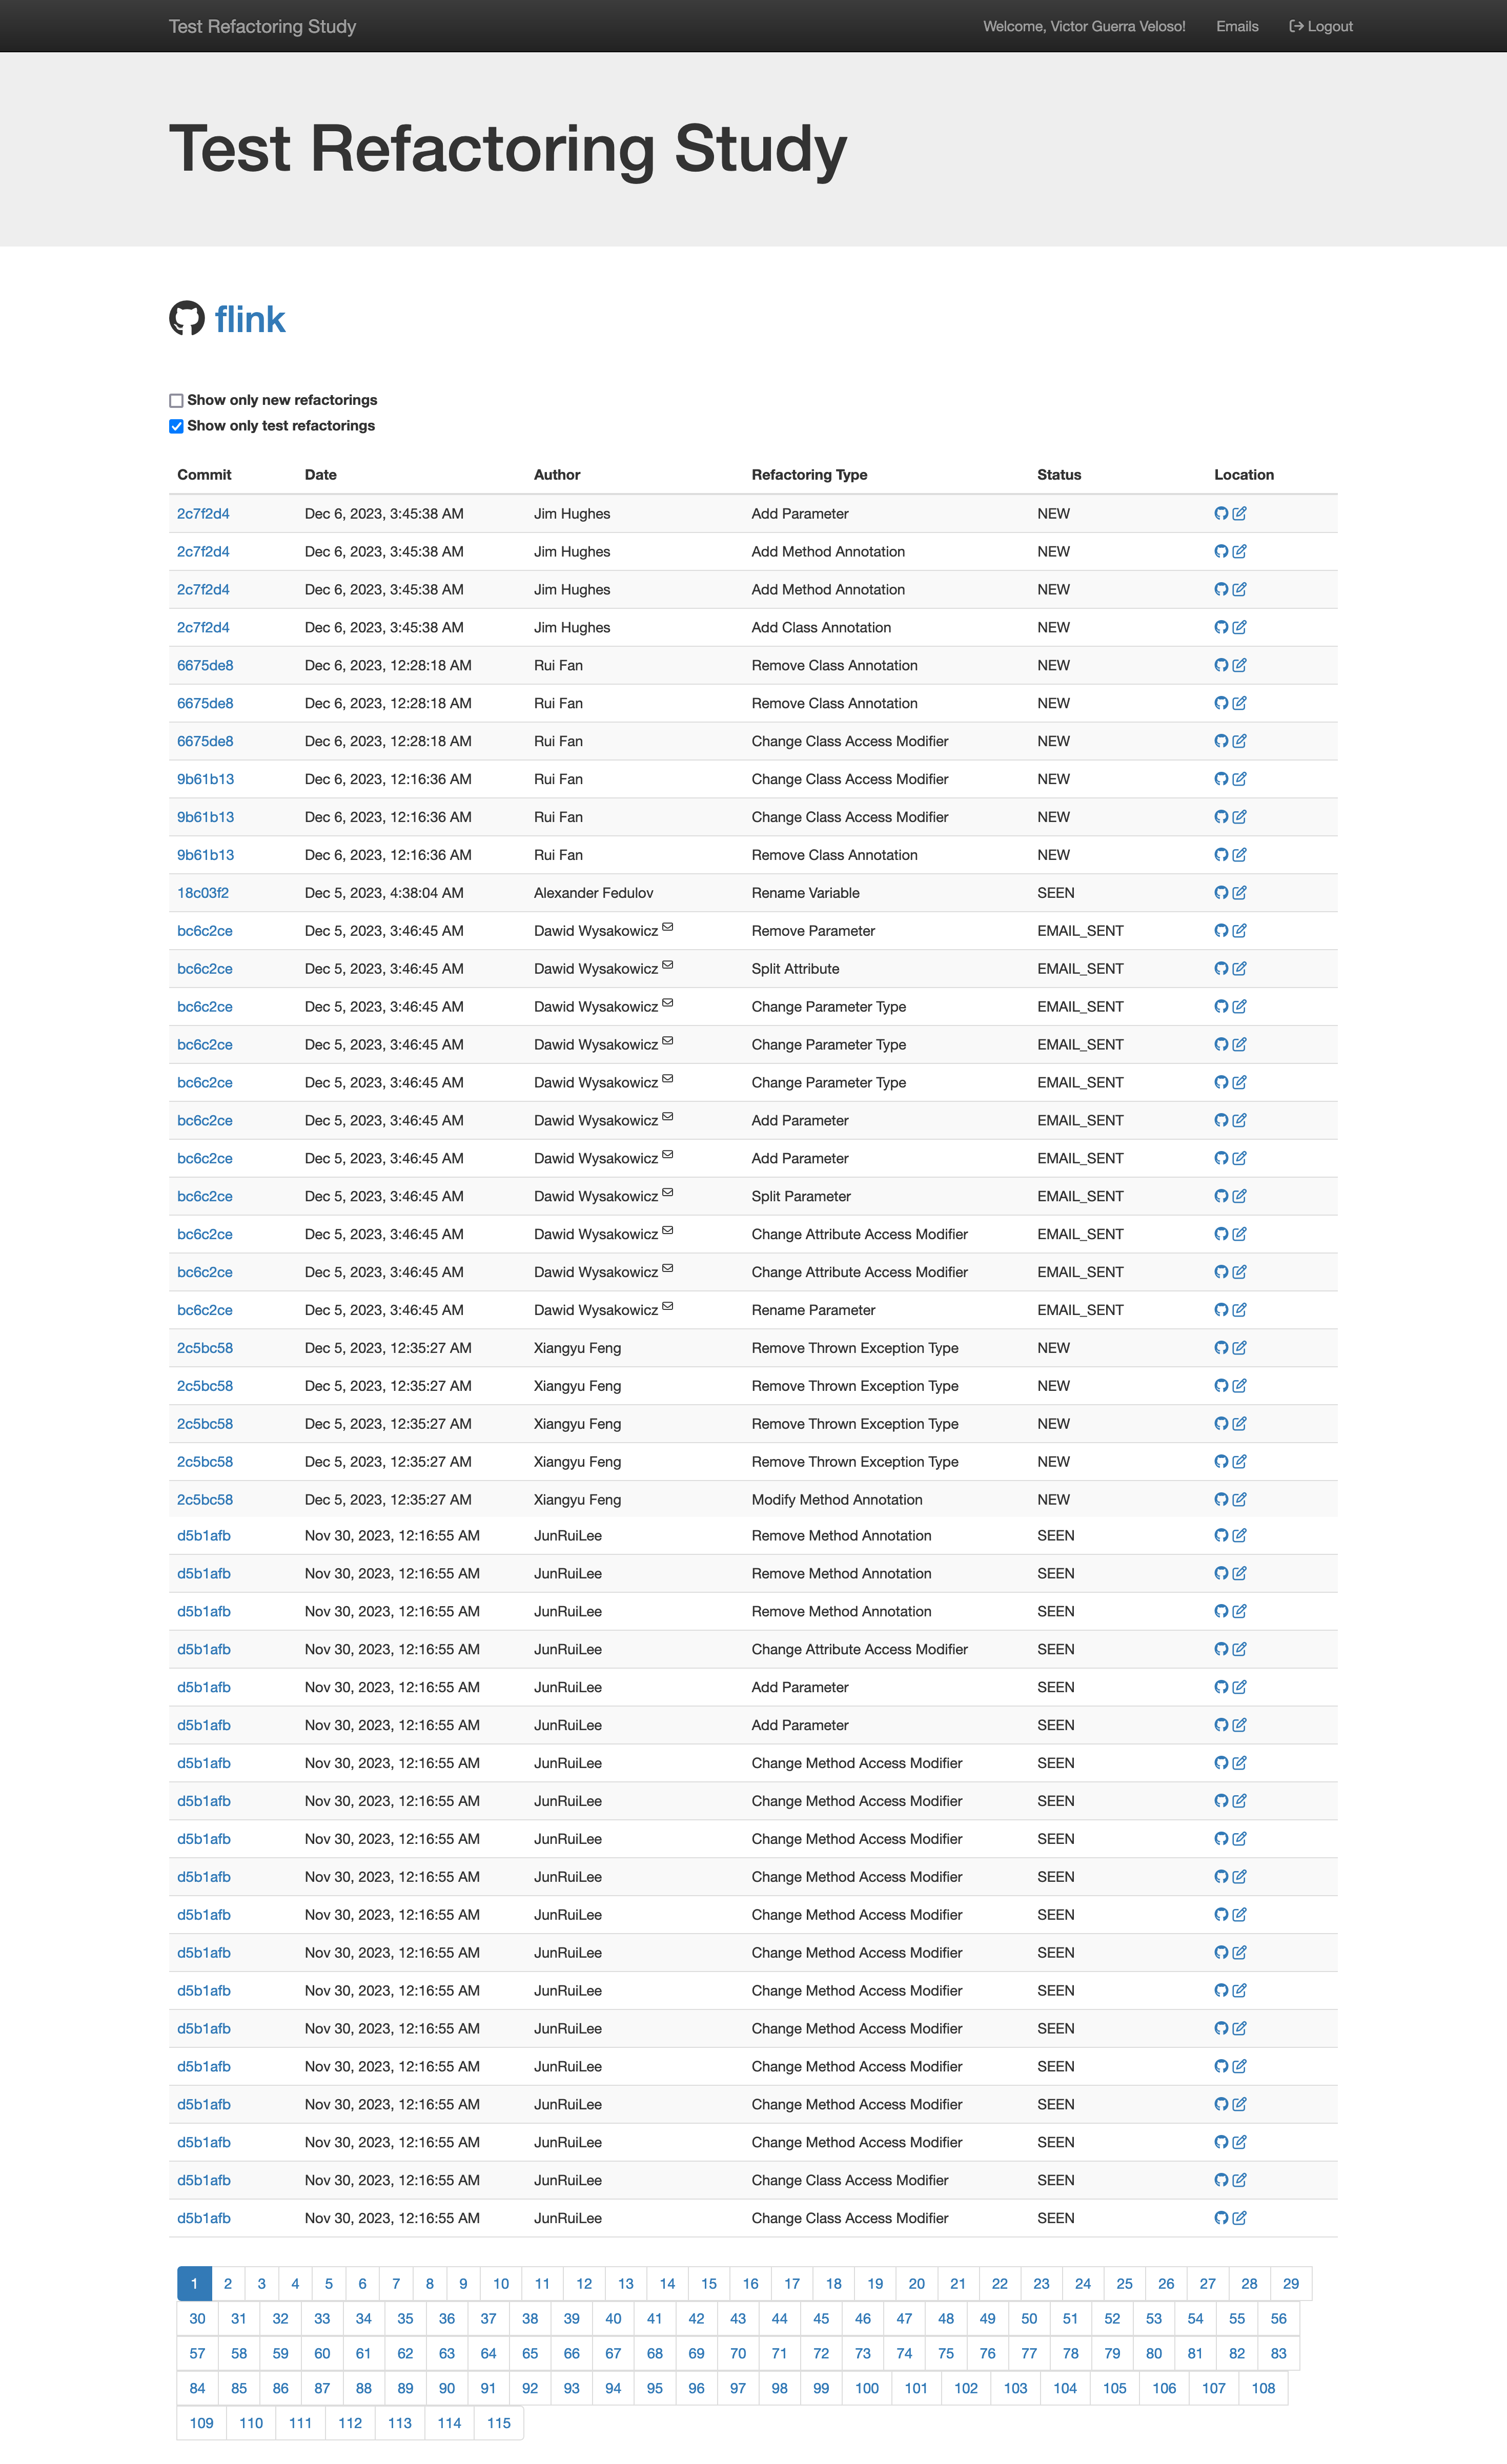 Test Refactoring Study Welcome, Victor Guerra Veloso! Emails Logout
Test Refactoring Study
flink
Show only new refactorings
Show only test refactorings
Commit Date Author Refactoring Type Status Location
2c7f2d4 Dec 6, 2023, 3:45:38 AM Jim Hughes Add Parameter NEW
2c7f2d4 Dec 6, 2023, 3:45:38 AM Jim Hughes Add Method Annotation NEW
2c7f2d4 Dec 6, 2023, 3:45:38 AM Jim Hughes Add Method Annotation NEW
2c7f2d4 Dec 6, 2023, 3:45:38 AM Jim Hughes Add Class Annotation NEW
6675de8 Dec 6, 2023, 12:28:18 AM Rui Fan Remove Class Annotation NEW
6675de8 Dec 6, 2023, 12:28:18 AM Rui Fan Remove Class Annotation NEW
6675de8 Dec 6, 2023, 12:28:18 AM Rui Fan Change Class Access Modifier NEW
9b61b13 Dec 6, 2023, 12:16:36 AM Rui Fan Change Class Access Modifier NEW
9b61b13 Dec 6, 2023, 12:16:36 AM Rui Fan Change Class Access Modifier NEW
9b61b13 Dec 6, 2023, 12:16:36 AM Rui Fan Remove Class Annotation NEW
18c03f2 Dec 5, 2023, 4:38:04 AM Alexander Fedulov Rename Variable SEEN
bc6c2ce Dec 5, 2023, 3:46:45 AM Dawid Wysakowicz Remove Parameter EMAIL_SENT
bc6c2ce Dec 5, 2023, 3:46:45 AM Dawid Wysakowicz Split Attribute EMAIL_SENT
bc6c2ce Dec 5, 2023, 3:46:45 AM Dawid Wysakowicz Change Parameter Type EMAIL_SENT
bc6c2ce Dec 5, 2023, 3:46:45 AM Dawid Wysakowicz Change Parameter Type EMAIL_SENT
bc6c2ce Dec 5, 2023, 3:46:45 AM Dawid Wysakowicz Change Parameter Type EMAIL_SENT
bc6c2ce Dec 5, 2023, 3:46:45 AM Dawid Wysakowicz Add Parameter EMAIL_SENT
bc6c2ce Dec 5, 2023, 3:46:45 AM Dawid Wysakowicz Add Parameter EMAIL_SENT
bc6c2ce Dec 5, 2023, 3:46:45 AM Dawid Wysakowicz Split Parameter EMAIL_SENT
bc6c2ce Dec 5, 2023, 3:46:45 AM Dawid Wysakowicz Change Attribute Access Modifier EMAIL_SENT
bc6c2ce Dec 5, 2023, 3:46:45 AM Dawid Wysakowicz Change Attribute Access Modifier EMAIL_SENT
bc6c2ce Dec 5, 2023, 3:46:45 AM Dawid Wysakowicz Rename Parameter EMAIL_SENT
2c5bc58 Dec 5, 2023, 12:35:27 AM Xiangyu Feng Remove Thrown Exception Type NEW
2c5bc58 Dec 5, 2023, 12:35:27 AM Xiangyu Feng Remove Thrown Exception Type NEW
2c5bc58 Dec 5, 2023, 12:35:27 AM Xiangyu Feng Remove Thrown Exception Type NEW
2c5bc58 Dec 5, 2023, 12:35:27 AM Xiangyu Feng Remove Thrown Exception Type NEW
2c5bc58 Dec 5, 2023, 12:35:27 AM Xiangyu Feng Modify Method Annotation NEW
d5b1afb Nov 30, 2023, 12:16:55 AM JunRuiLee Remove Method Annotation SEEN
d5b1afb Nov 30, 2023, 12:16:55 AM JunRuiLee Remove Method Annotation SEEN
d5b1afb Nov 30, 2023, 12:16:55 AM JunRuiLee Remove Method Annotation SEEN
d5b1afb Nov 30, 2023, 12:16:55 AM JunRuiLee Change Attribute Access Modifier SEEN
d5b1afb Nov 30, 2023, 12:16:55 AM JunRuiLee Add Parameter SEEN
d5b1afb Nov 30, 2023, 12:16:55 AM JunRuiLee Add Parameter SEEN
d5b1afb Nov 30, 2023, 12:16:55 AM JunRuiLee Change Method Access Modifier SEEN
d5b1afb Nov 30, 2023, 12:16:55 AM JunRuiLee Change Method Access Modifier SEEN
d5b1afb Nov 30, 2023, 12:16:55 AM JunRuiLee Change Method Access Modifier SEEN
d5b1afb Nov 30, 2023, 12:16:55 AM JunRuiLee Change Method Access Modifier SEEN
d5b1afb Nov 30, 2023, 12:16:55 AM JunRuiLee Change Method Access Modifier SEEN
d5b1afb Nov 30, 2023, 12:16:55 AM JunRuiLee Change Method Access Modifier SEEN
d5b1afb Nov 30, 2023, 12:16:55 AM JunRuiLee Change Method Access Modifier SEEN
d5b1afb Nov 30, 2023, 12:16:55 AM JunRuiLee Change Method Access Modifier SEEN
d5b1afb Nov 30, 2023, 12:16:55 AM JunRuiLee Change Method Access Modifier SEEN
d5b1afb Nov 30, 2023, 12:16:55 AM JunRuiLee Change Method Access Modifier SEEN
d5b1afb Nov 30, 2023, 12:16:55 AM JunRuiLee Change Method Access Modifier SEEN
d5b1afb Nov 30, 2023, 12:16:55 AM JunRuiLee Change Class Access Modifier SEEN
d5b1afb Nov 30, 2023, 12:16:55 AM JunRuiLee Change Class Access Modifier SEEN
1 2 3 4 5 6 7 8 9 10 11 12 13 14 15 16 17 18 19 20 21 22 23 24 25 26 27 28 29
30 31 32 33 34 35 36 37 38 39 40 41 42 43 44 45 46 47 48 49 50 51 52 53 54 55 56
57 58 59 60 61 62 63 64 65 66 67 68 69 70 71 72 73 74 75 76 77 78 79 80 81 82 83
84 85 86 87 88 89 90 91 92 93 94 95 96 97 98 99 100 101 102 103 104 105 106 107 108
109 110 111 112 113 114 115